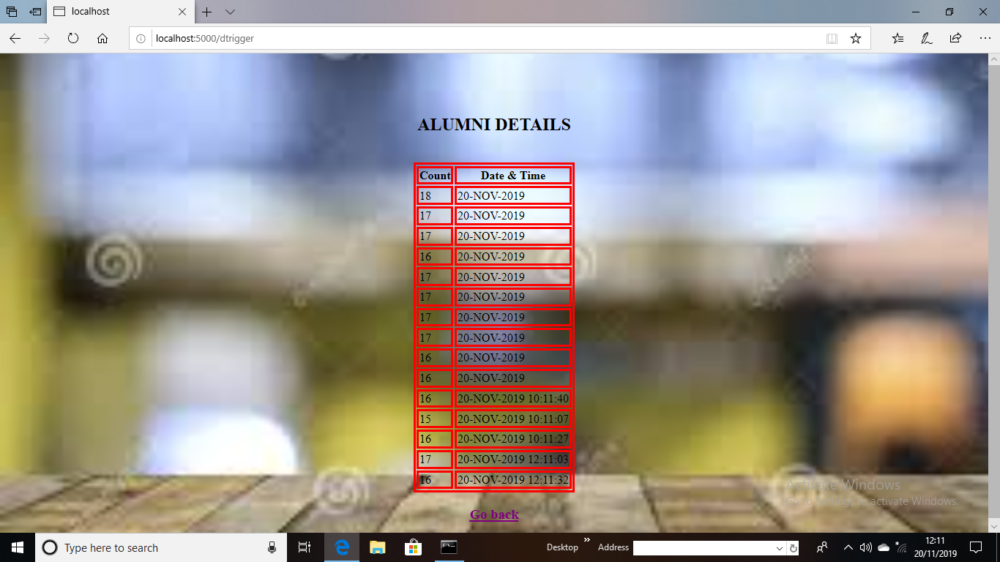 localhost
localhost:5000/dtrigger
ALUMNI DETAILS
Count Date & Time
18 20-NOV-2019
17 20-NOV-2019
17 20-NOV-2019
16 20-NOV-2019
17 20-NOV-2019
17 20-NOV-2019
17 20-NOV-2019
17 20-NOV-2019
16 20-NOV-2019
16 20-NOV-2019
16 20-NOV-2019 10:11:40
15 20-NOV-2019 10:11:07
16 20-NOV-2019 10:11:27
17 20-NOV-2019 12:11:03
16 20-NOV-2019 12:11:32
Activate Windows
Go to Settings to activate Windows.
Go back
Type here to search
Desktop
Address
12:11
20/11/2019